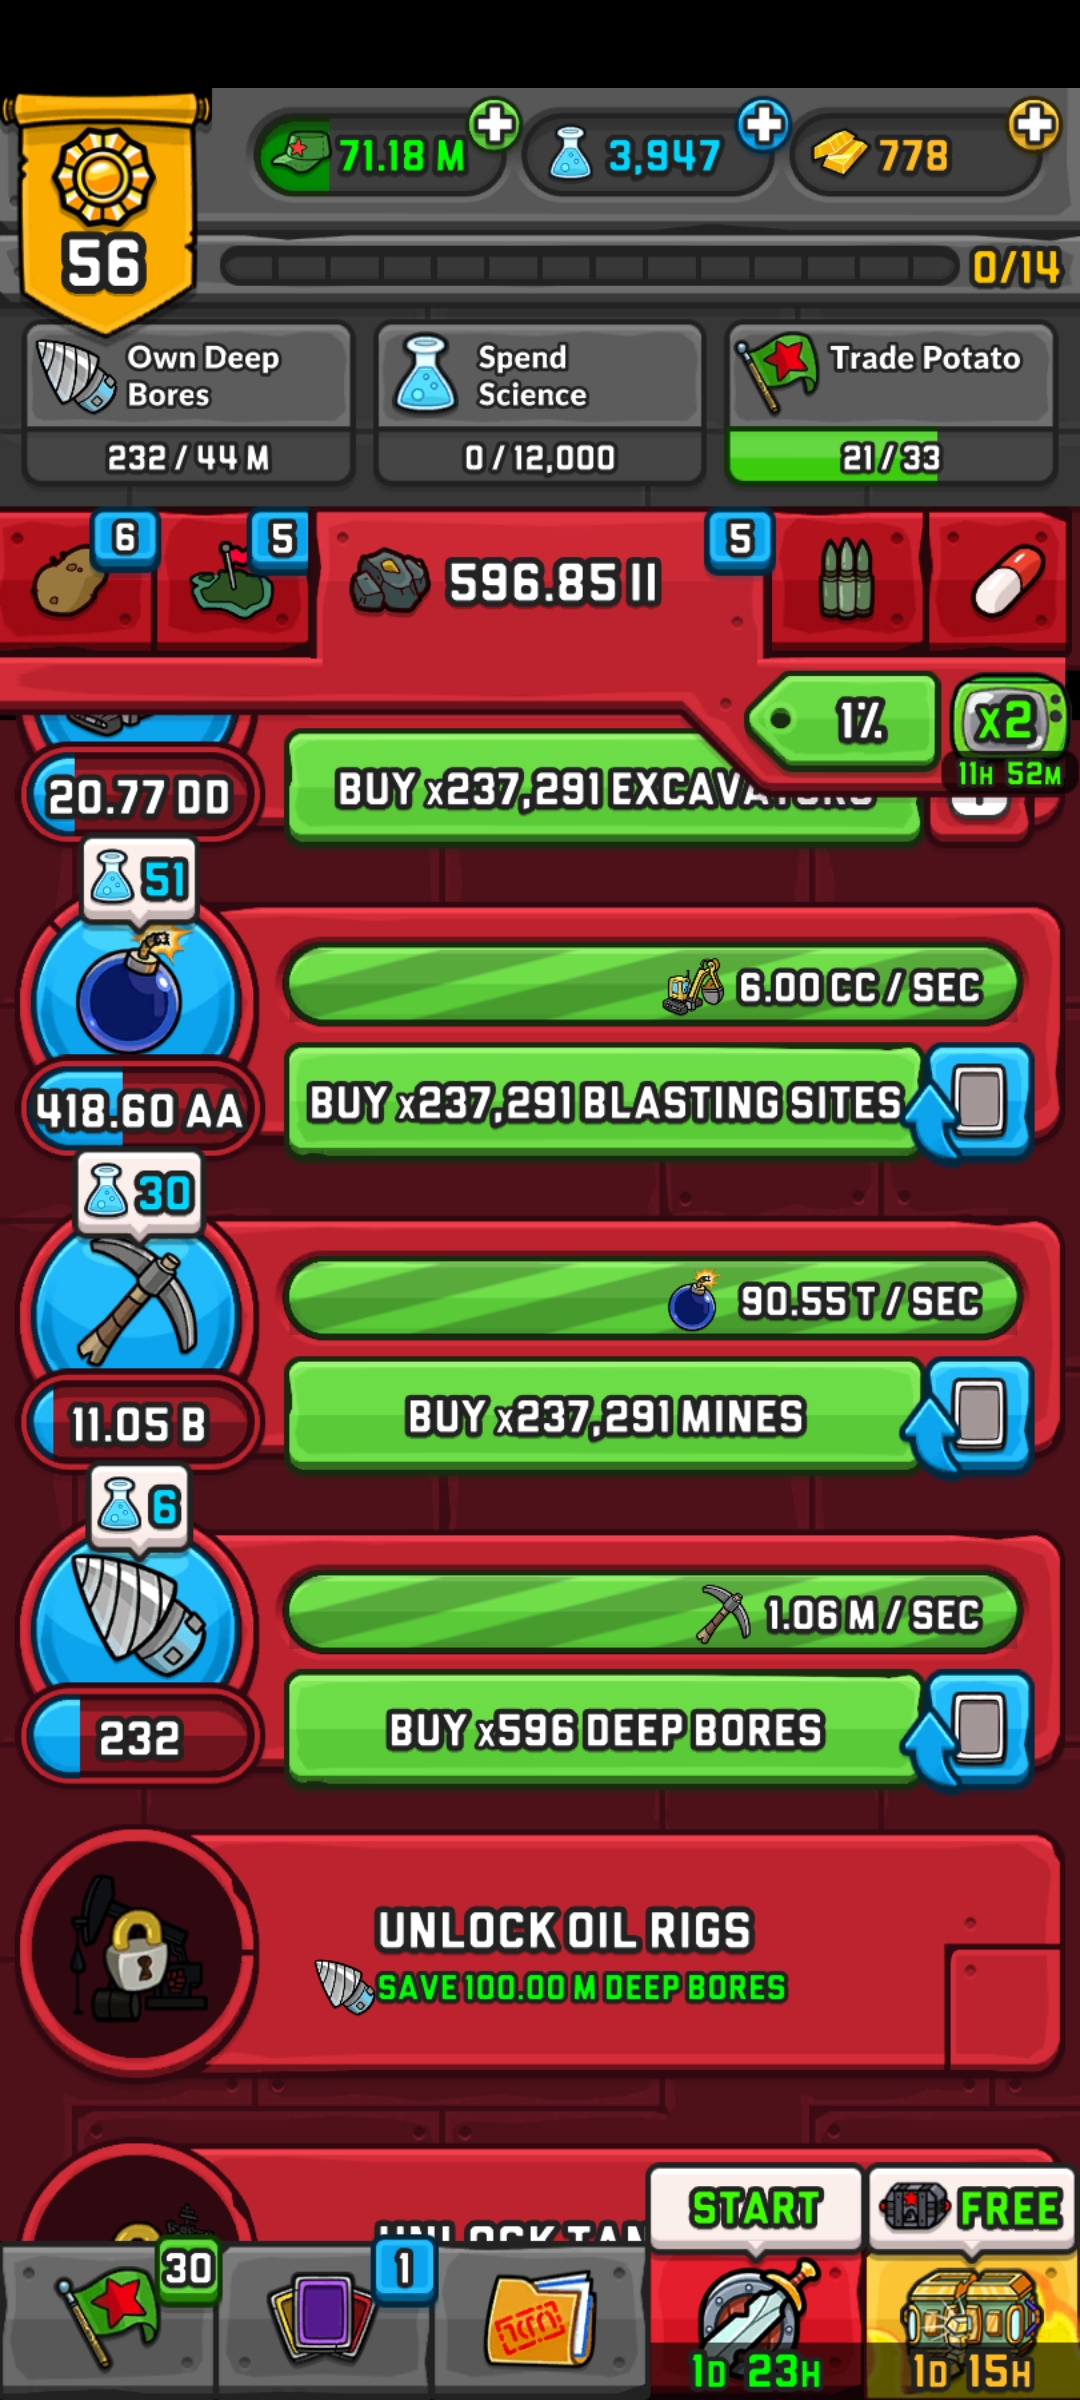 71.18 M
3,947
778
56
0/14
Own Deep Bores
232 / 44 M
Spend Science
0 / 12,000
Trade Potato
21 / 33
6
5
596.85 II
5
1%
x2
11H 52M
20.77 DD
BUY x237,291 EXCAVATORS
51
6.00 CC / SEC
418.60 AA
BUY x237,291 BLASTING SITES
30
90.55 T / SEC
11.05 B
BUY x237,291 MINES
6
1.06 M / SEC
232
BUY x596 DEEP BORES
UNLOCK OIL RIGS
SAVE 100.00 M DEEP BORES
UNLOCK TAN
START
FREE
30
1
1D 23H
1D 15H